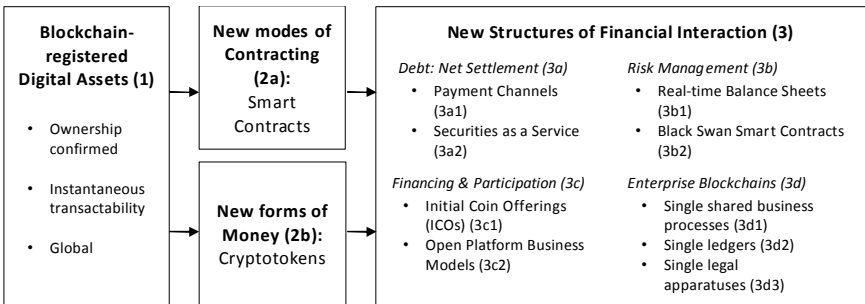 Blockchain-
registered
Digital Assets (1)
• Ownership
confirmed
• Instantaneous
transactability
• Global
New modes of
Contracting
(2a):
Smart
Contracts
New forms of
Money (2b):
Cryptotokens
New Structures of Financial Interaction (3)
Debt: Net Settlement (3a)
• Payment Channels
(3a1)
• Securities as a Service
(3a2)
Risk Management (3b)
• Real-time Balance Sheets
(3b1)
• Black Swan Smart Contracts
(3b2)
Financing & Participation (3c)
• Initial Coin Offerings
(ICOs) (3c1)
• Open Platform Business
Models (3c2)
Enterprise Blockchains (3d)
• Single shared business
processes (3d1)
• Single ledgers (3d2)
• Single legal
apparatuses (3d3)